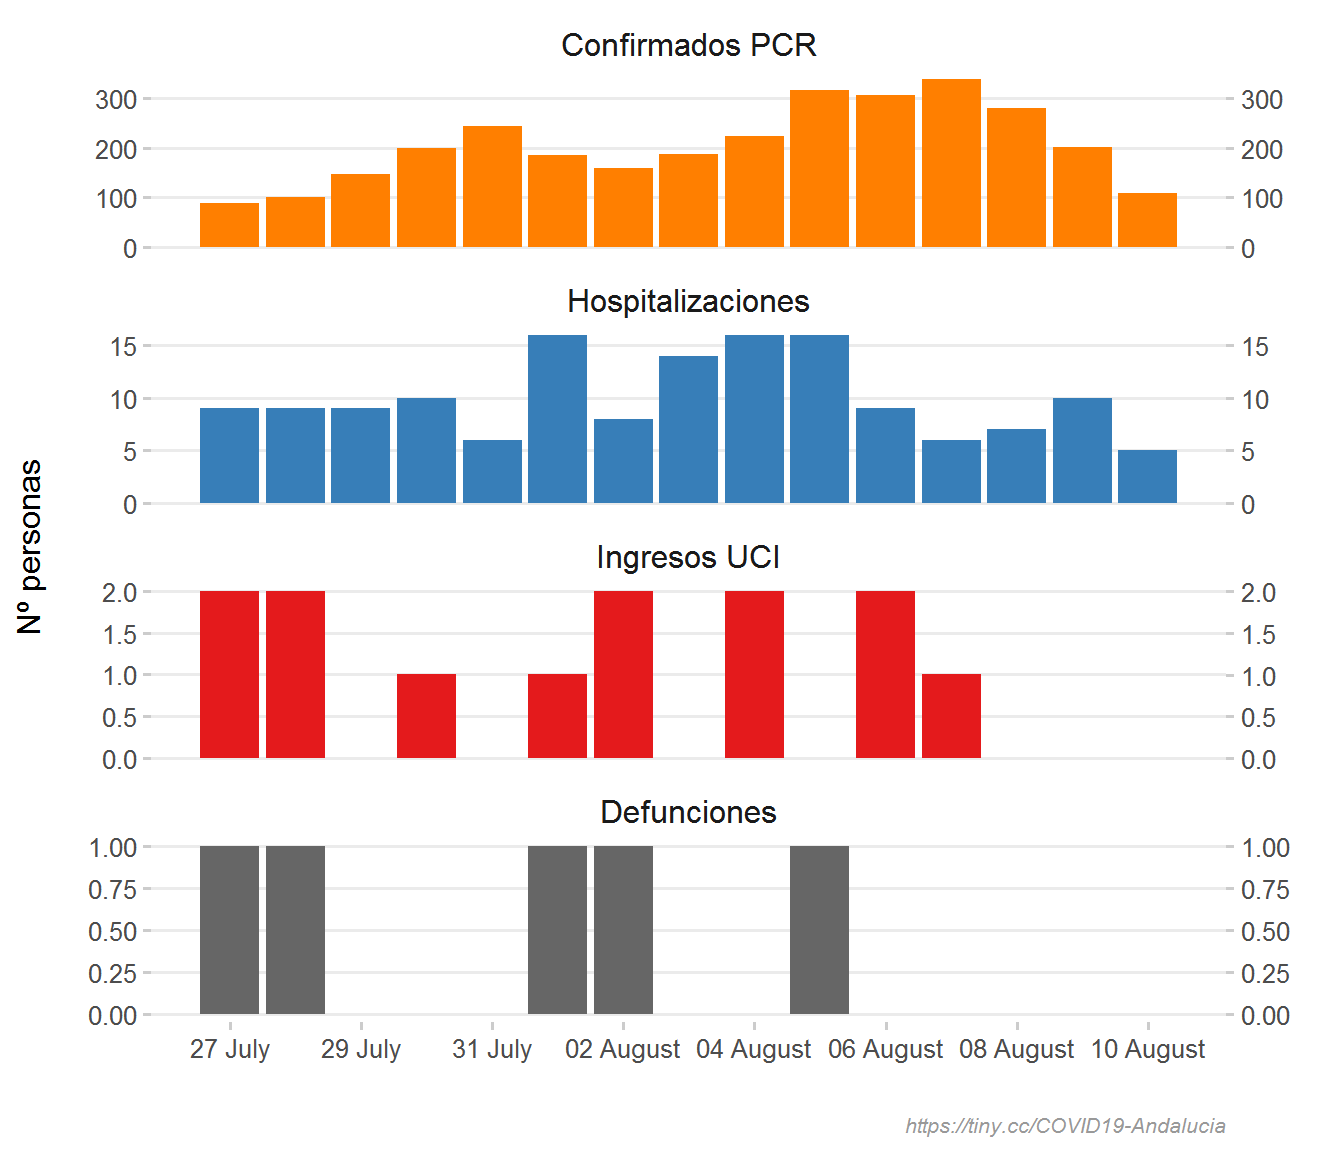 Confirmados PCR
300 300
200 200
100 100
0 0
Hospitalizaciones
15 15
10 10
5 5
0 0
Nº personas
Ingresos UCI
2.0 2.0
1.5 1.5
1.0 1.0
0.5 0.5
0.0 0.0
Defunciones
1.00 1.00
0.75 0.75
0.50 0.50
0.25 0.25
0.00 0.00
27 July 29 July 31 July 02 August 04 August 06 August 08 August 10 August
https://tiny.cc/COVID19-Andalucia